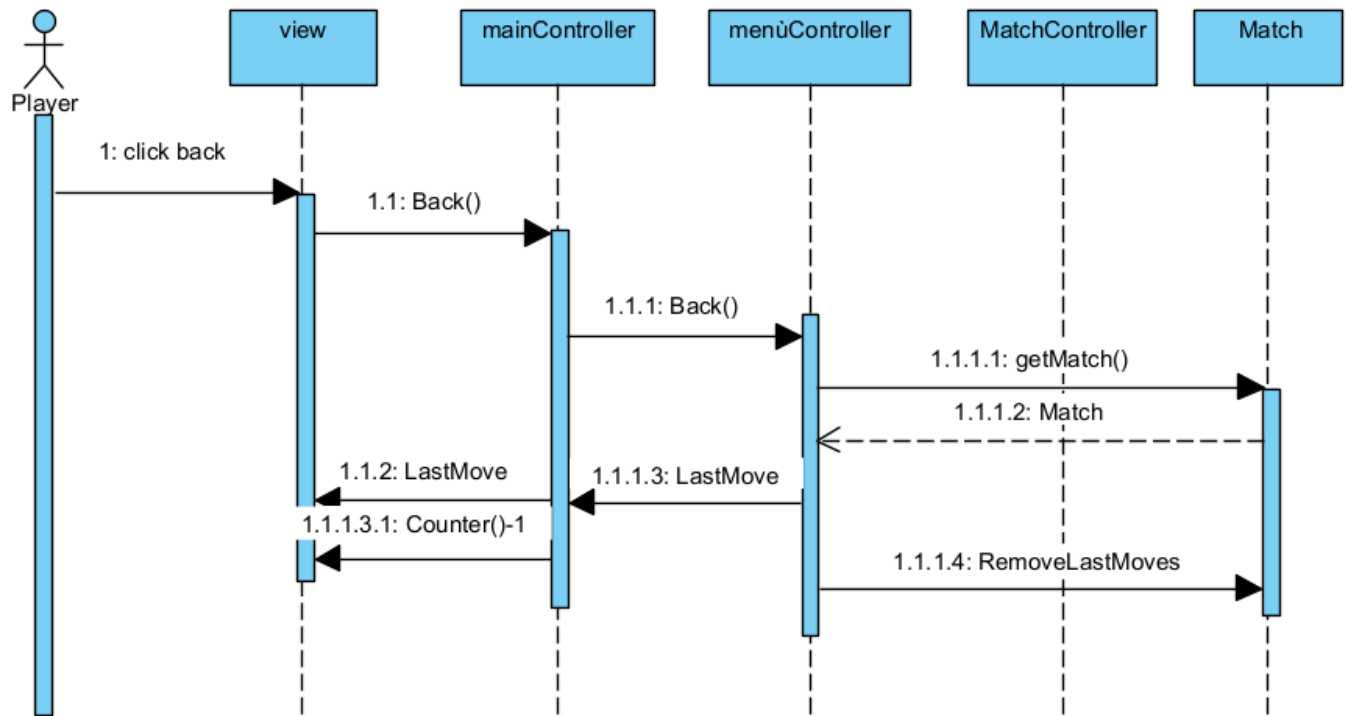 view
mainController
menùController
MatchController
Match
Player
1: click back
1.1: Back()
1.1.1: Back()
1.1.1.1: getMatch()
1.1.1.2: Match
1.1.2: LastMove
1.1.1.3: LastMove
1.1.1.3.1: Counter()-1
1.1.1.4: RemoveLastMoves